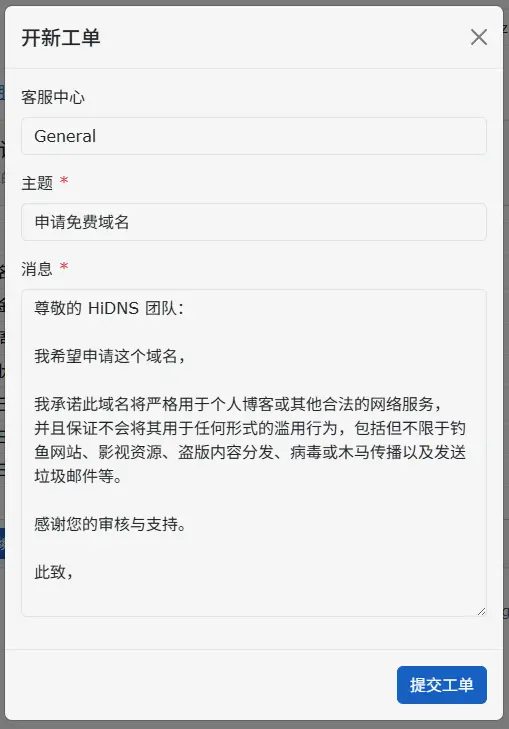 开新工单
客服中心
General
主题 *
申请免费域名
消息 *
尊敬的 HiDNS 团队：
我希望申请这个域名，
我承诺此域名将严格用于个人博客或其他合法的网络服务，
并且保证不会将其用于任何形式的滥用行为，包括但不限于钓
鱼网站、影视资源、盗版内容分发、病毒或木马传播以及发送
垃圾邮件等。
感谢您的审核与支持。
此致，
提交工单